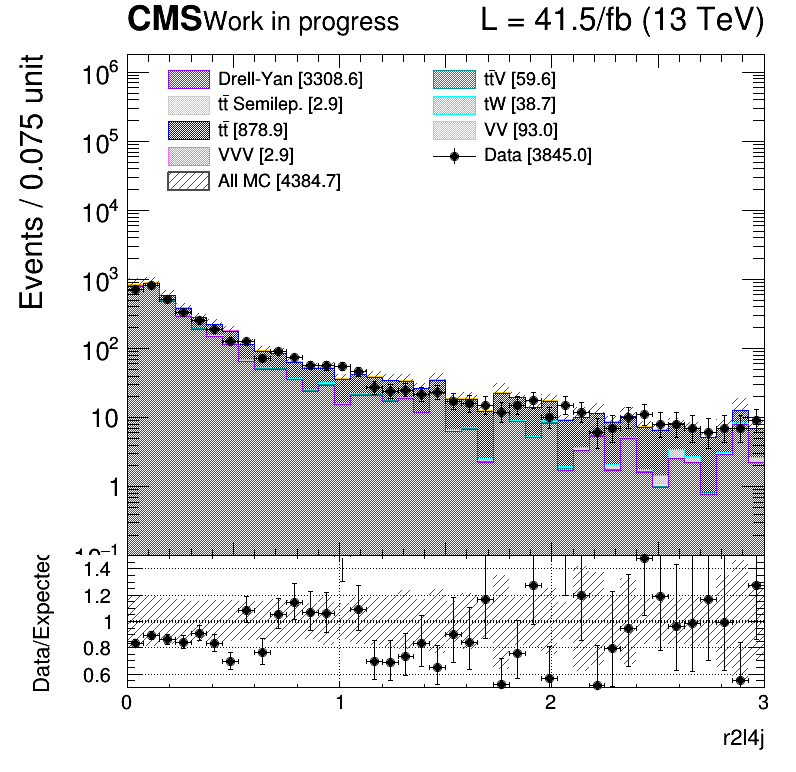 CMS Work in progress L = 41.5/fb (13 TeV)
Events / 0.075 unit
Drell-Yan [3308.6]
tt̄ Semilep. [2.9]
tt̄ [878.9]
VVV [2.9]
All MC [4384.7]
tt̄V [59.6]
tW [38.7]
VV [93.0]
Data [3845.0]
10⁶
10⁵
10⁴
10³
10²
10
1
10⁻¹
Data/Expected
1.4
1.2
1
0.8
0.6
0 1 2 3
r2l4j